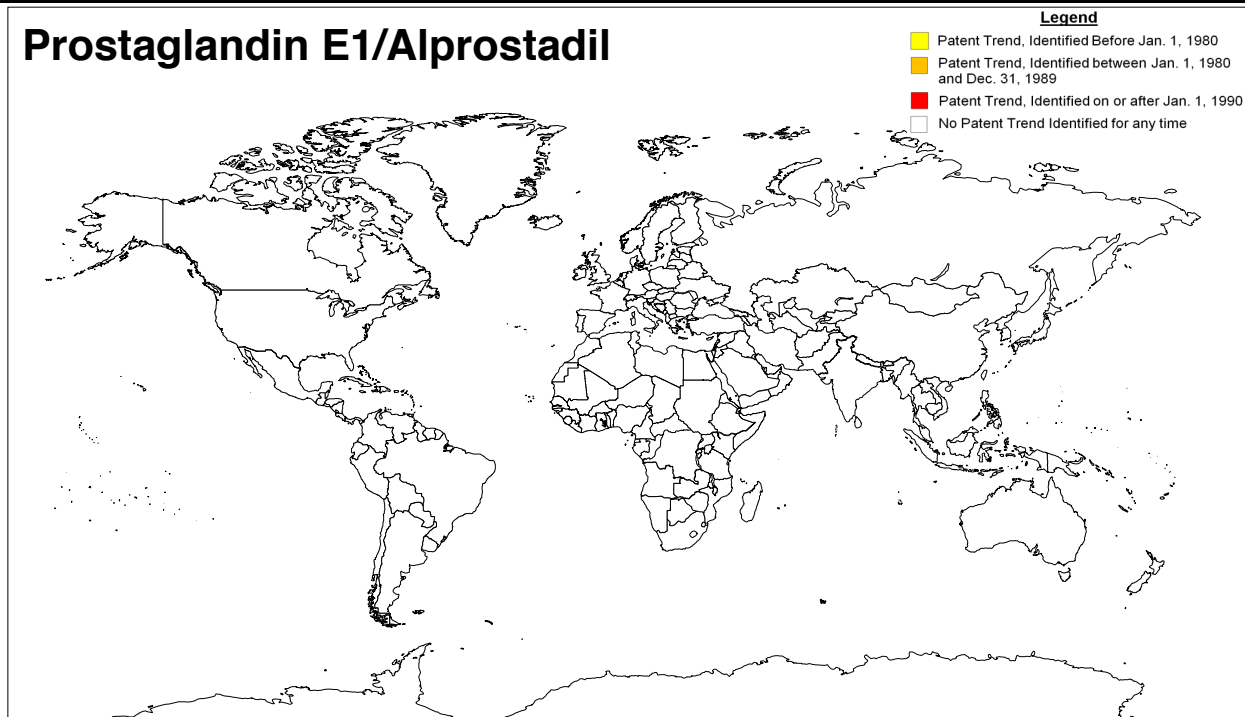 Prostaglandin E1/Alprostadil
Legend
Patent Trend, Identified Before Jan. 1, 1980
Patent Trend, Identified between Jan. 1, 1980
and Dec. 31, 1989
Patent Trend, Identified on or after Jan. 1, 1990
No Patent Trend Identified for any time